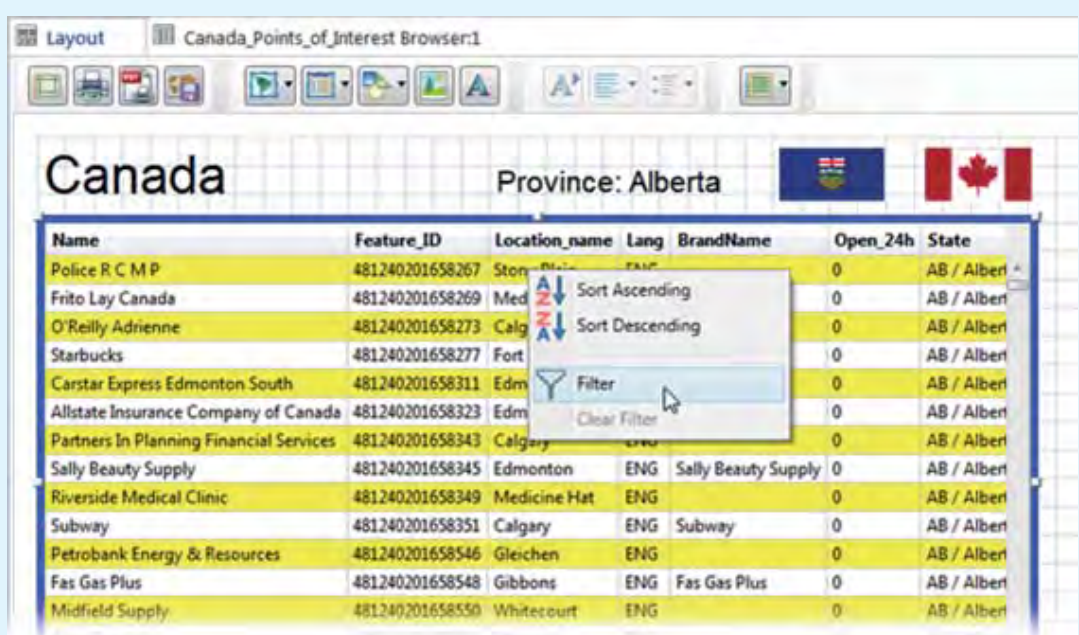 Layout Canada_Points_of_Interest Browser:1
Canada Province: Alberta
Name Feature_ID Location_name Lang BrandName Open_24h State
Police R C M P 481240201658267 0 AB / Albert
Frito Lay Canada 481240201658269 Med 0 AB / Albert
O'Reilly Adrienne 481240201658273 Calg 0 AB / Albert
Starbucks 481240201658277 Fort 0 AB / Albert
Carstar Express Edmonton South 481240201658311 Edm 0 AB / Albert
Allstate Insurance Company of Canada 481240201658323 Edm 0 AB / Albert
Partners In Planning Financial Services 481240201658343 Calgary 0 AB / Albert
Sally Beauty Supply 481240201658345 Edmonton ENG Sally Beauty Supply 0 AB / Albert
Riverside Medical Clinic 481240201658349 Medicine Hat ENG 0 AB / Albert
Subway 481240201658351 Calgary ENG Subway 0 AB / Albert
Petrobank Energy & Resources 481240201658546 Gleichen ENG 0 AB / Albert
Fas Gas Plus 481240201658548 Gibbons ENG Fas Gas Plus 0 AB / Albert
Midfield Supply 481240201658550 Whitecourt ENG 0 AB / Albert
Sort Ascending
Sort Descending
Filter
Clear Filter